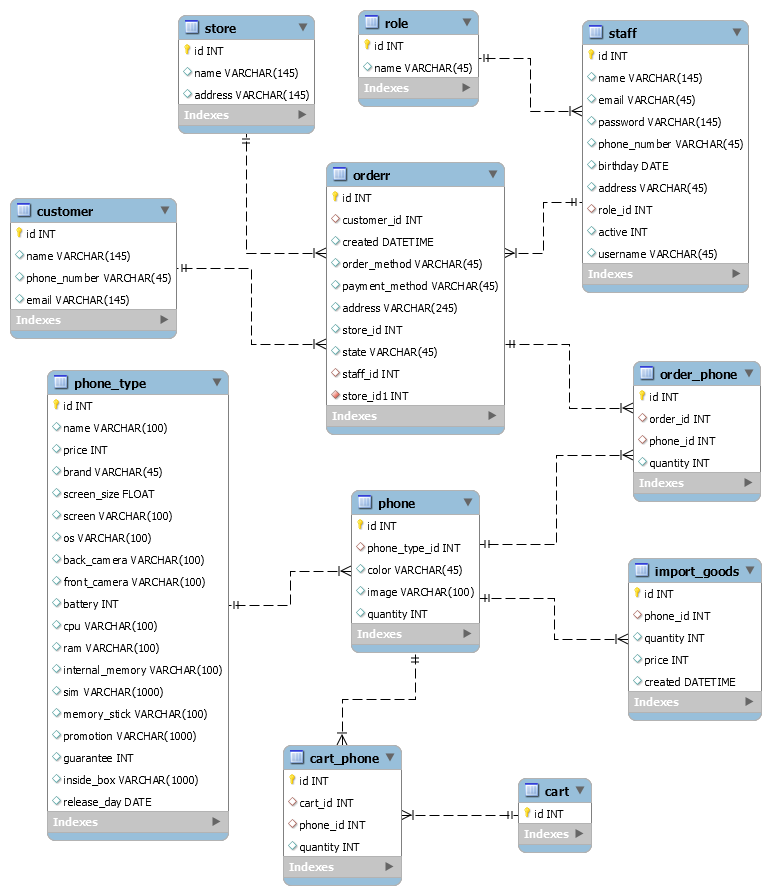 store
id INT
name VARCHAR(145)
address VARCHAR(145)
Indexes
role
id INT
name VARCHAR(45)
Indexes
staff
id INT
name VARCHAR(145)
email VARCHAR(45)
password VARCHAR(145)
phone_number VARCHAR(45)
birthday DATE
address VARCHAR(45)
role_id INT
active INT
username VARCHAR(45)
Indexes
customer
id INT
name VARCHAR(145)
phone_number VARCHAR(45)
email VARCHAR(145)
Indexes
orderr
id INT
customer_id INT
created DATETIME
order_method VARCHAR(45)
payment_method VARCHAR(45)
address VARCHAR(245)
store_id INT
state VARCHAR(45)
staff_id INT
store_id1 INT
Indexes
order_phone
id INT
order_id INT
phone_id INT
quantity INT
Indexes
phone_type
id INT
name VARCHAR(100)
price INT
brand VARCHAR(45)
screen_size FLOAT
screen VARCHAR(100)
os VARCHAR(100)
back_camera VARCHAR(100)
front_camera VARCHAR(100)
battery INT
cpu VARCHAR(100)
ram VARCHAR(100)
internal_memory VARCHAR(100)
sim VARCHAR(1000)
memory_stick VARCHAR(100)
promotion VARCHAR(1000)
guarantee INT
inside_box VARCHAR(1000)
release_day DATE
Indexes
phone
id INT
phone_type_id INT
color VARCHAR(45)
image VARCHAR(100)
quantity INT
Indexes
import_goods
id INT
phone_id INT
quantity INT
price INT
created DATETIME
Indexes
cart_phone
id INT
cart_id INT
phone_id INT
quantity INT
Indexes
cart
id INT
Indexes